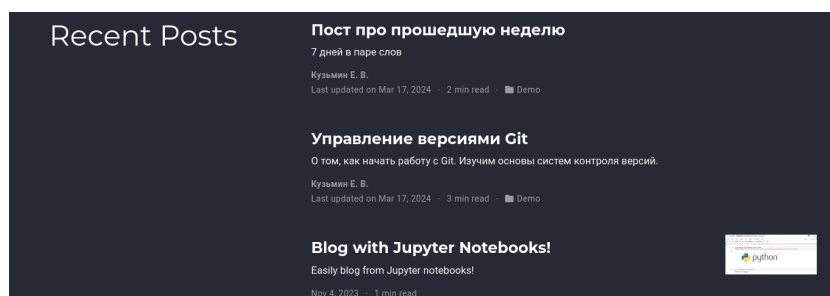 Recent Posts
Пост про прошедшую неделю
7 дней в паре слов
Кузьмин Е. В.
Last updated on Mar 17, 2024 · 2 min read · Demo
Управление версиями Git
О том, как начать работу с Git. Изучим основы систем контроля версий.
Кузьмин Е. В.
Last updated on Mar 17, 2024 · 3 min read · Demo
Blog with Jupyter Notebooks!
Easily blog from Jupyter notebooks!
python
Nov 4, 2023 · 1 min read